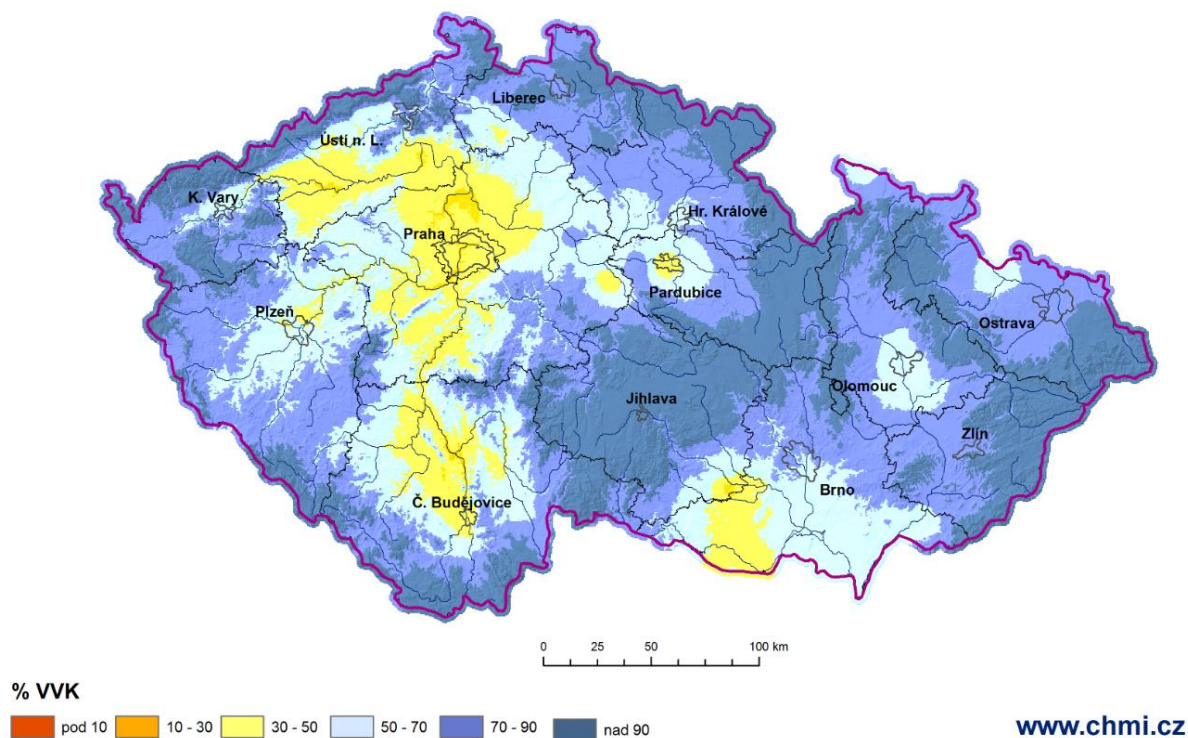 Liberec
Ústí n. L.
K. Vary
Hr. Králové
Praha
Pardubice
Plzeň
Ostrava
Olomouc
Jihlava
Zlín
Brno
Č. Budějovice
0 25 50 100 km
% VVK
pod 10 10 - 30 30 - 50 50 - 70 70 - 90 nad 90
www.chmi.cz